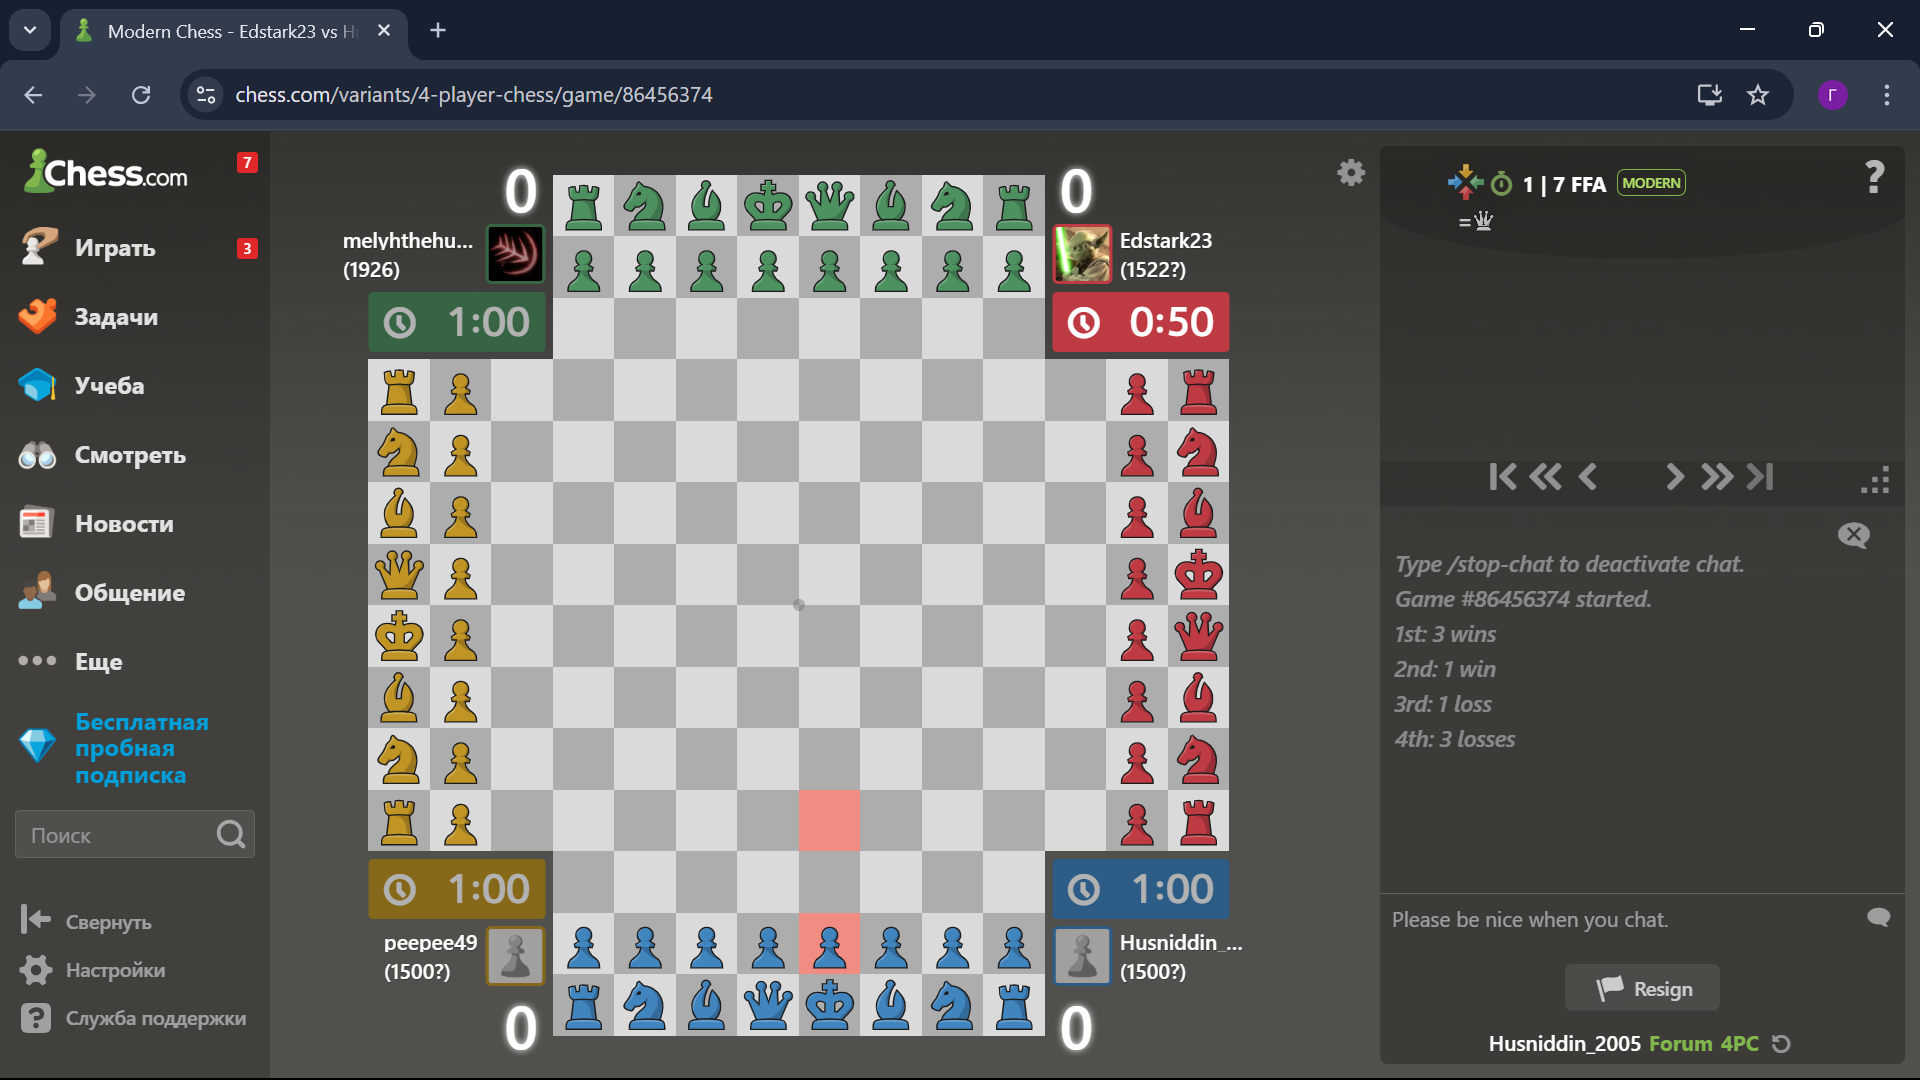 Modern Chess - Edstark23 vs H
chess.com/variants/4-player-chess/game/86456374
Г
Chess.com
7
Играть
3
Задачи
Учеба
Смотреть
Новости
Общение
Еще
Бесплатная
пробная
подписка
Поиск
Свернуть
Настройки
Служба поддержки
0
melyhthehu...
(1926)
1:00
0
Edstark23
(1522?)
0:50
1:00
peepee49
(1500?)
0
1:00
Husniddin_...
(1500?)
0
1 | 7 FFA MODERN
=
?
Type /stop-chat to deactivate chat.
Game #86456374 started.
1st: 3 wins
2nd: 1 win
3rd: 1 loss
4th: 3 losses
Please be nice when you chat.
Resign
Husniddin_2005 Forum 4PC